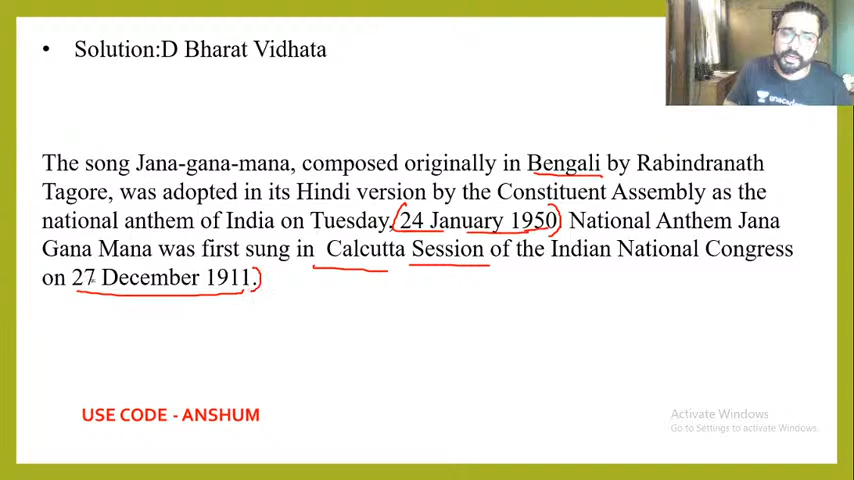 • Solution:D Bharat Vidhata
The song Jana-gana-mana, composed originally in Bengali by Rabindranath
Tagore, was adopted in its Hindi version by the Constituent Assembly as the
national anthem of India on Tuesday, 24 January 1950. National Anthem Jana
Gana Mana was first sung in Calcutta Session of the Indian National Congress
on 27 December 1911.
USE CODE - ANSHUM
Activate Windows
Go to Settings to activate Windows.